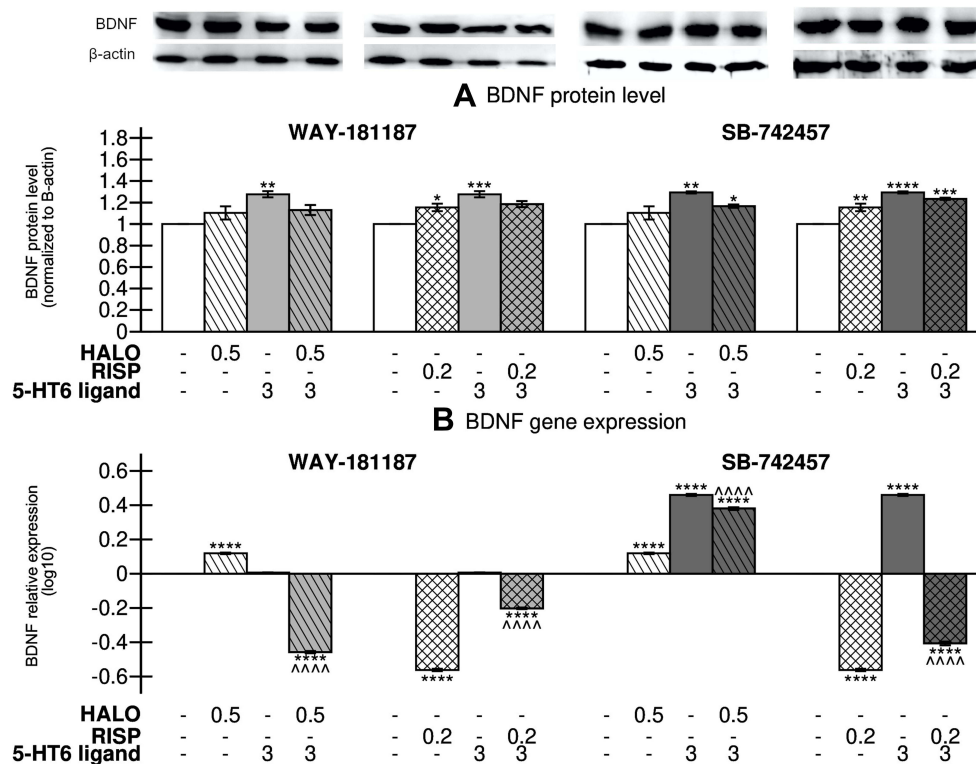 BDNF
β-actin
A BDNF protein level
WAY-181187 SB-742457
BDNF protein level
(normalized to B-actin)
1.8
1.6
1.4
1.2
1
0.8
0.6
0.4
0.2
0
** * *** ** * ** **** ***
HALO - 0.5 - 0.5 - - - - - 0.5 - 0.5 - - - -
RISP - - - - - 0.2 - 0.2 - - - - - 0.2 - 0.2
5-HT6 ligand - - 3 3 - - 3 3 - - 3 3 - - 3 3
B BDNF gene expression
WAY-181187 SB-742457
BDNF relative expression
(log10)
0.6
0.4
0.2
0
-0.2
-0.4
-0.6
**** **** ^^^^ **** **** ^^^^ **** **** ^^^^ **** **** **** **** ^^^^
HALO - 0.5 - 0.5 - - - - - 0.5 - 0.5 - - - -
RISP - - - - - 0.2 - 0.2 - - - - - 0.2 - 0.2
5-HT6 ligand - - 3 3 - - 3 3 - - 3 3 - - 3 3